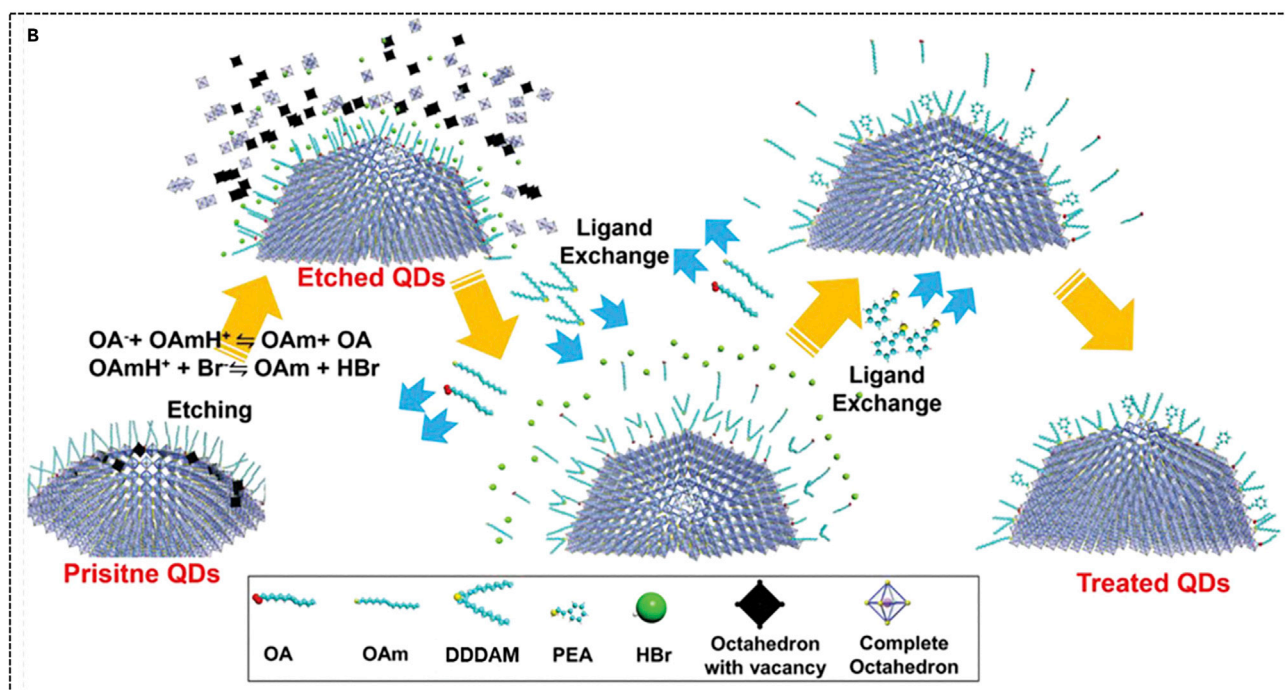 B
Etched QDs
Ligand
Exchange
OA⁻+ OAmH⁺ ⇋ OAm+ OA
OAmH⁺ + Br⁻⇋ OAm + HBr
Etching
Ligand
Exchange
Prisitne QDs
Treated QDs
OA
OAm
DDDAM
PEA
HBr
Octahedron
with vacancy
Complete
Octahedron